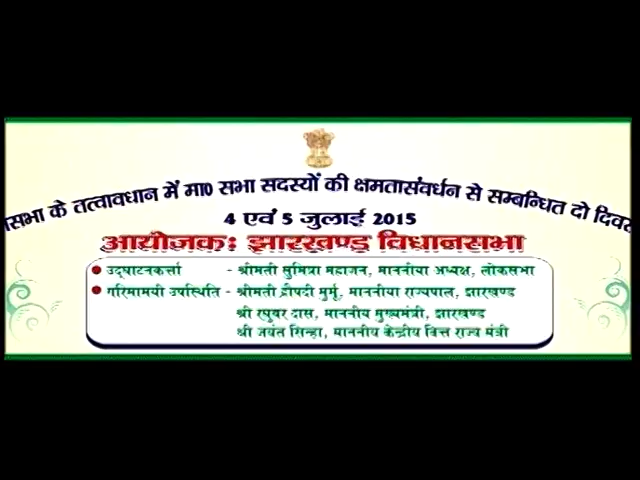 सभा के तत्वावधान में मा0 सभा सदस्यों की क्षमतासंवर्धन से सम्बन्धित दो
4 एवं 5 जुलाई 2015
आयोजकः झारखण्ड विधानसभा
● उद्घाटनकर्त्ता - श्रीमती सुमित्रा महाजन, माननीया अध्यक्ष, लोकसभा
● गरिमामयी उपस्थिति - श्रीमती द्रौपदी मुर्मू, माननीया राज्यपाल, झारखण्ड
श्री रघुवर दास, माननीय मुख्यमंत्री, झारखण्ड
श्री जयंत सिन्हा, माननीय केन्द्रीय वित्त राज्य मंत्री